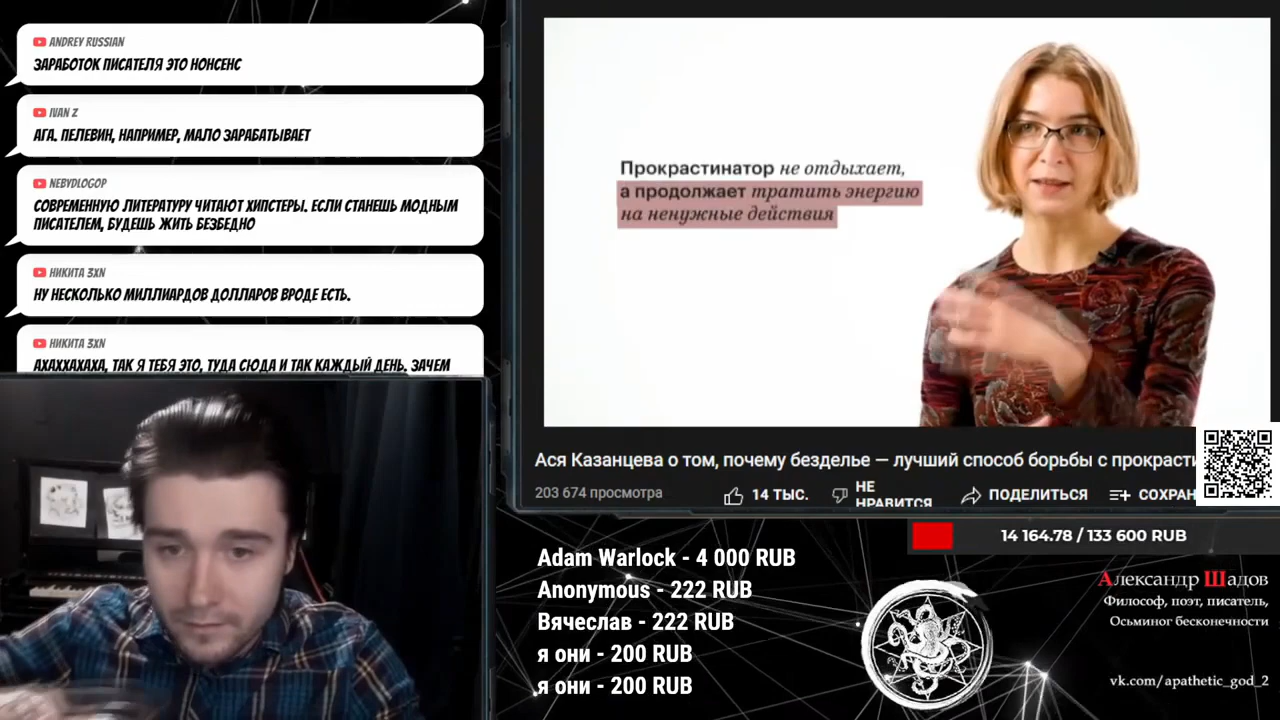 ANDREY RUSSIAN
ЗАРАБОТОК ПИСАТЕЛЯ ЭТО НОНСЕНС
IVAN Z
АГА. ПЕЛЕВИН, НАПРИМЕР, МАЛО ЗАРАБАТЫВАЕТ
NEBYDLOGOP
СОВРЕМЕННУЮ ЛИТЕРАТУРУ ЧИТАЮТ ХИПСТЕРЫ. ЕСЛИ СТАНЕШЬ МОДНЫМ
ПИСАТЕЛЕМ, БУДЕШЬ ЖИТЬ БЕЗБЕДНО
НИКИТА ЗХN
НУ НЕСКОЛЬКО МИЛЛИАРДОВ ДОЛЛАРОВ ВРОДЕ ЕСТЬ.
НИКИТА ЗХN
АХАХХАХАХА, ТАК Я ТЕБЯ ЭТО, ТУДА СЮДА И ТАК КАЖДЫЙ ДЕНЬ. ЗАЧЕМ
Прокрастинатор не отдыхает,
а продолжает тратить энергию
на ненужные действия
Ася Казанцева о том, почему безделье — лучший способ борьбы с прокрасти
203 674 просмотра
14 ТЫС.
НЕ
НРАВИТСЯ
ПОДЕЛИТЬСЯ
СОХРАН
14 164.78 / 133 600 RUB
Adam Warlock - 4 000 RUB
Anonymous - 222 RUB
Вячеслав - 222 RUB
я они - 200 RUB
я они - 200 RUB
Александр Шадов
Философ, поэт, писатель,
Осьминог бесконечности
vk.com/apathetic_god_2